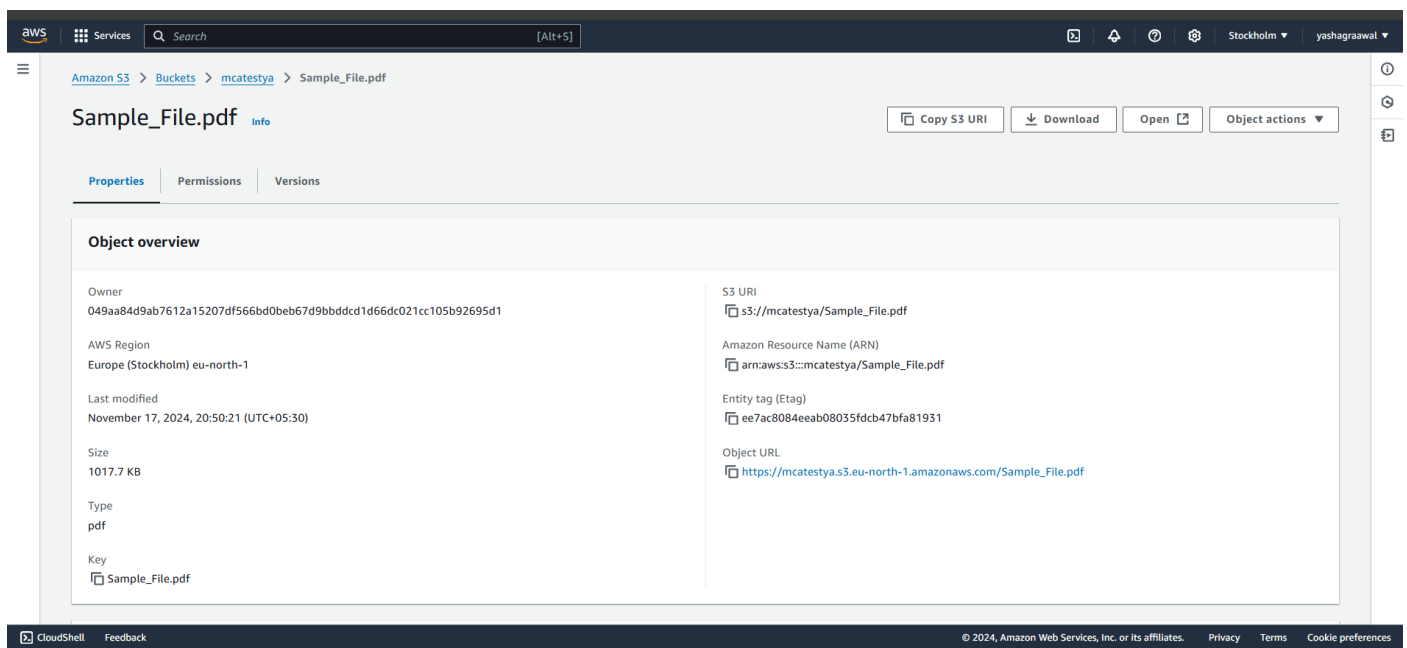 aws Services Search [Alt+S] Stockholm yashagraawal
Amazon S3 > Buckets > mcatestya > Sample_File.pdf
Sample_File.pdf Info
Copy S3 URI Download Open Object actions
Properties Permissions Versions
Object overview
Owner
049aa84d9ab7612a15207df566bd0beb67d9bbddcd1d66dc021cc105b92695d1
AWS Region
Europe (Stockholm) eu-north-1
Last modified
November 17, 2024, 20:50:21 (UTC+05:30)
Size
1017.7 KB
Type
pdf
Key
Sample_File.pdf
S3 URI
s3://mcatestya/Sample_File.pdf
Amazon Resource Name (ARN)
arn:aws:s3:::mcatestya/Sample_File.pdf
Entity tag (Etag)
ee7ac8084eeab08035fdcb47bfa81931
Object URL
https://mcatestya.s3.eu-north-1.amazonaws.com/Sample_File.pdf
CloudShell Feedback © 2024, Amazon Web Services, Inc. or its affiliates. Privacy Terms Cookie preferences